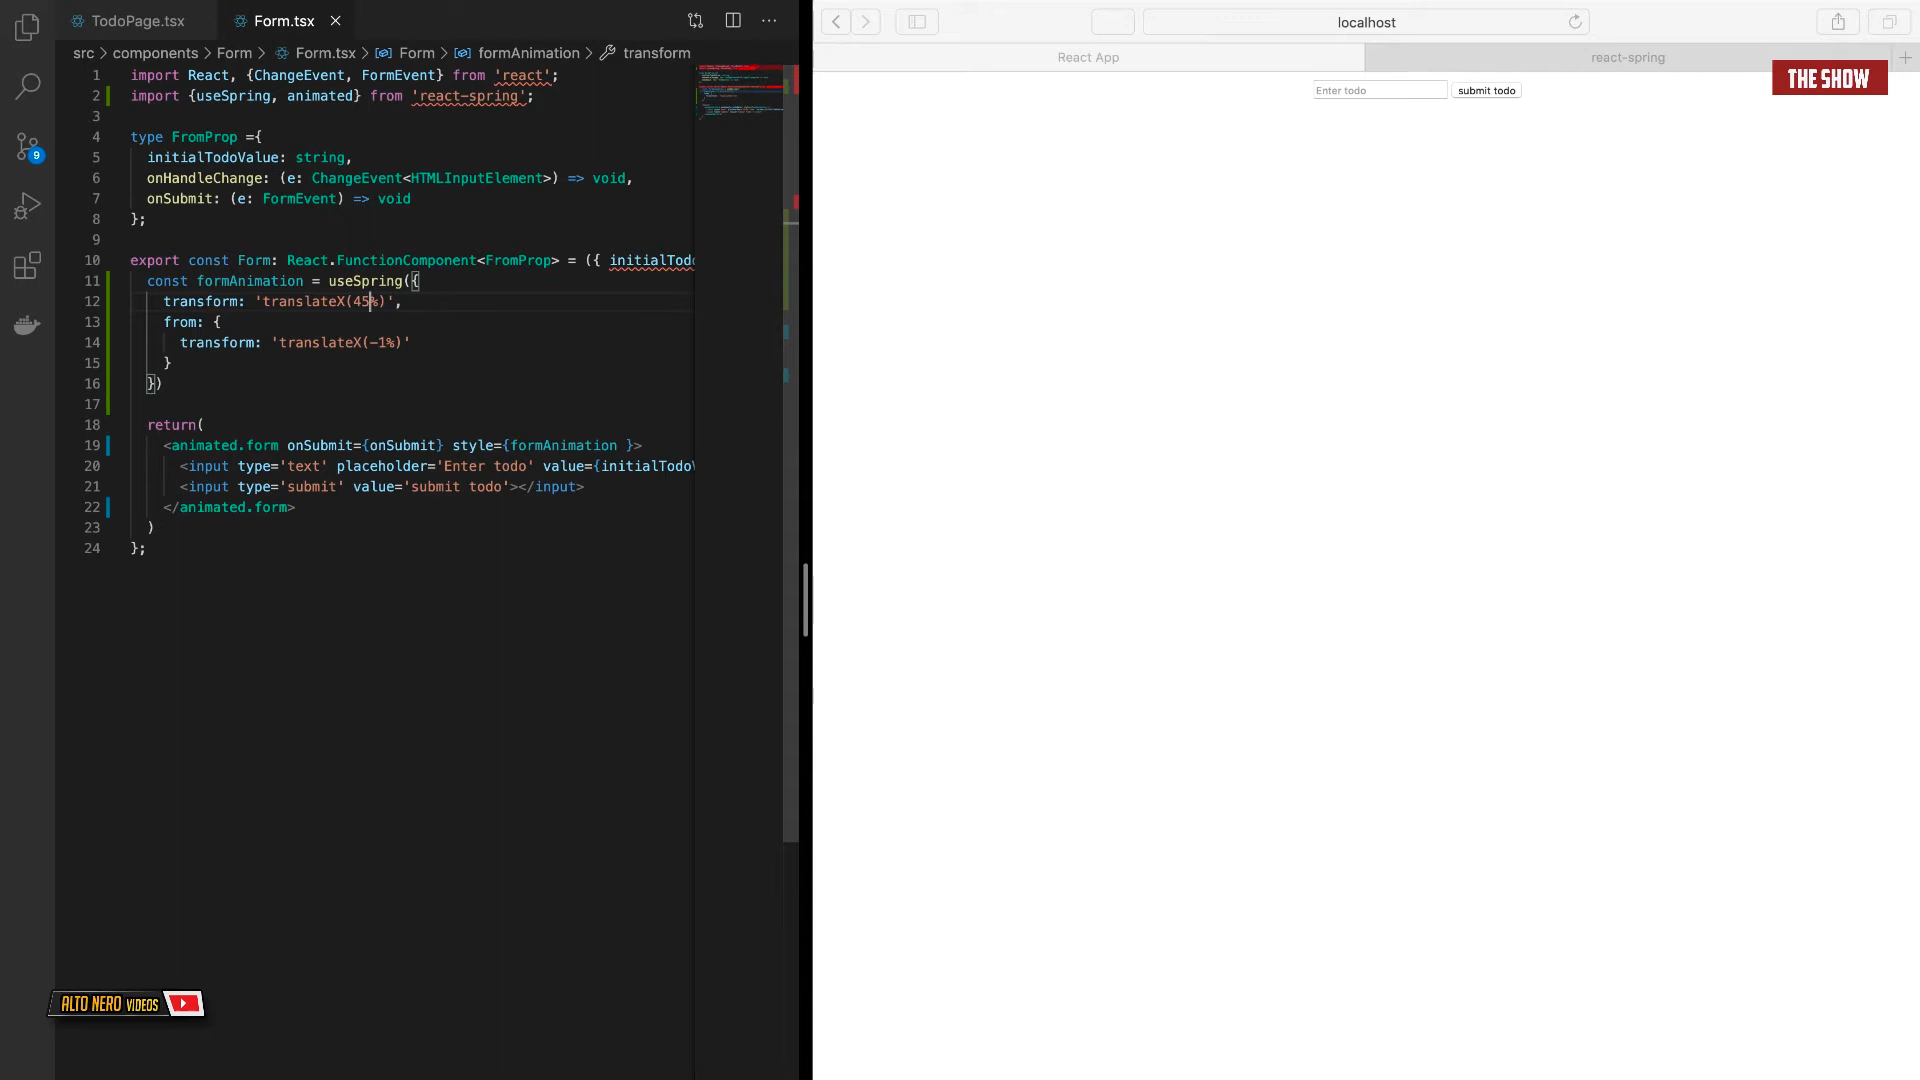 TodoPage.tsx
Form.tsx
src > components > Form > Form.tsx > Form > formAnimation > transform
1 import React, {ChangeEvent, FormEvent} from 'react';
2 import {useSpring, animated} from 'react-spring';
3
4 type FromProp ={
5 initialTodoValue: string,
6 onHandleChange: (e: ChangeEvent<HTMLInputElement>) => void,
7 onSubmit: (e: FormEvent) => void
8 };
9
10 export const Form: React.FunctionComponent<FromProp> = ({ initialTodo
11 const formAnimation = useSpring({
12 transform: 'translateX(45%)',
13 from: {
14 transform: 'translateX(-1%)'
15 }
16 })
17
18 return(
19 <animated.form onSubmit={onSubmit} style={formAnimation }>
20 <input type='text' placeholder='Enter todo' value={initialTodoV
21 <input type='submit' value='submit todo'></input>
22 </animated.form>
23 )
24 };
9
localhost
React App
react-spring
THE SHOW
Enter todo
submit todo
ALTO NERO VIDEOS